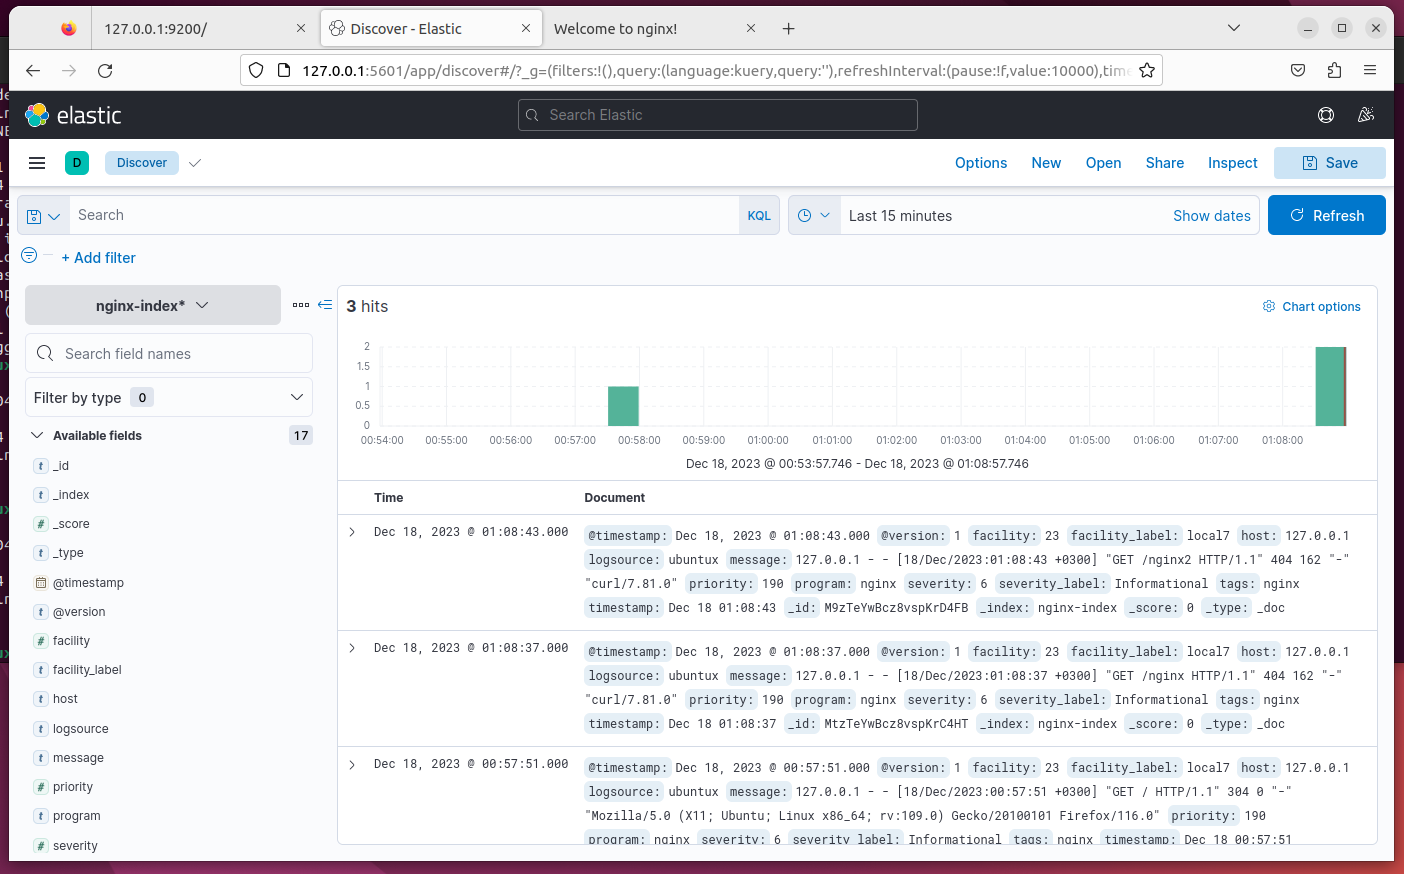 127.0.0.1:9200/
Discover - Elastic
Welcome to nginx!
127.0.0.1:5601/app/discover#/?_g=(filters:!(),query:(language:kuery,query:''),refreshInterval:(pause:!f,value:10000),time
elastic
Search Elastic
D
Discover
Options
New
Open
Share
Inspect
Save
Search
KQL
Last 15 minutes
Show dates
Refresh
+ Add filter
nginx-index*
Search field names
Filter by type 0
Available fields 17
t _id
t _index
# _score
t _type
@timestamp
t @version
# facility
t facility_label
t host
t logsource
t message
# priority
t program
# severity
3 hits
Chart options
2
1.5
1
0.5
0
00:54:00 00:55:00 00:56:00 00:57:00 00:58:00 00:59:00 01:00:00 01:01:00 01:02:00 01:03:00 01:04:00 01:05:00 01:06:00 01:07:00 01:08:00
Dec 18, 2023 @ 00:53:57.746 - Dec 18, 2023 @ 01:08:57.746
Time Document
Dec 18, 2023 @ 01:08:43.000
@timestamp: Dec 18, 2023 @ 01:08:43.000 @version: 1 facility: 23 facility_label: local7 host: 127.0.0.1
logsource: ubuntux message: 127.0.0.1 - - [18/Dec/2023:01:08:43 +0300] "GET /nginx2 HTTP/1.1" 404 162 "-"
"curl/7.81.0" priority: 190 program: nginx severity: 6 severity_label: Informational tags: nginx
timestamp: Dec 18 01:08:43 _id: M9zTeYwBcz8vspKrD4FB _index: nginx-index _score: 0 _type: _doc
Dec 18, 2023 @ 01:08:37.000
@timestamp: Dec 18, 2023 @ 01:08:37.000 @version: 1 facility: 23 facility_label: local7 host: 127.0.0.1
logsource: ubuntux message: 127.0.0.1 - - [18/Dec/2023:01:08:37 +0300] "GET /nginx HTTP/1.1" 404 162 "-"
"curl/7.81.0" priority: 190 program: nginx severity: 6 severity_label: Informational tags: nginx
timestamp: Dec 18 01:08:37 _id: MtzTeYwBcz8vspKrC4HT _index: nginx-index _score: 0 _type: _doc
Dec 18, 2023 @ 00:57:51.000
@timestamp: Dec 18, 2023 @ 00:57:51.000 @version: 1 facility: 23 facility_label: local7 host: 127.0.0.1
logsource: ubuntux message: 127.0.0.1 - - [18/Dec/2023:00:57:51 +0300] "GET / HTTP/1.1" 304 0 "-"
"Mozilla/5.0 (X11; Ubuntu; Linux x86_64; rv:109.0) Gecko/20100101 Firefox/116.0" priority: 190
program: nginx severity: 6 severity_label: Informational tags: nginx timestamp: Dec 18 00:57:51